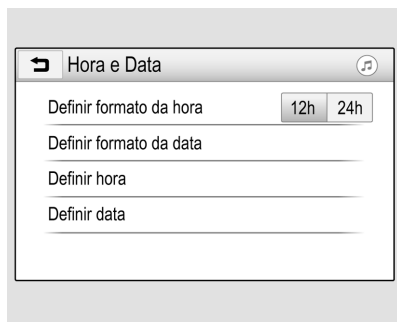 Hora e Data
Definir formato da hora 12h 24h
Definir formato da data
Definir hora
Definir data